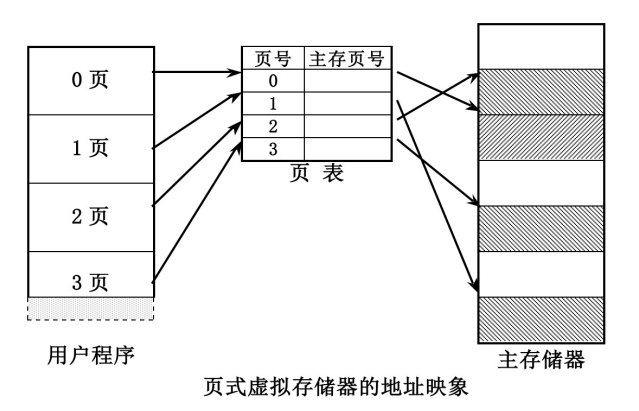 0 页
1 页
2 页
3 页
用户程序
页号 主存页号
0
1
2
3
页 表
主存储器
页式虚拟存储器的地址映象